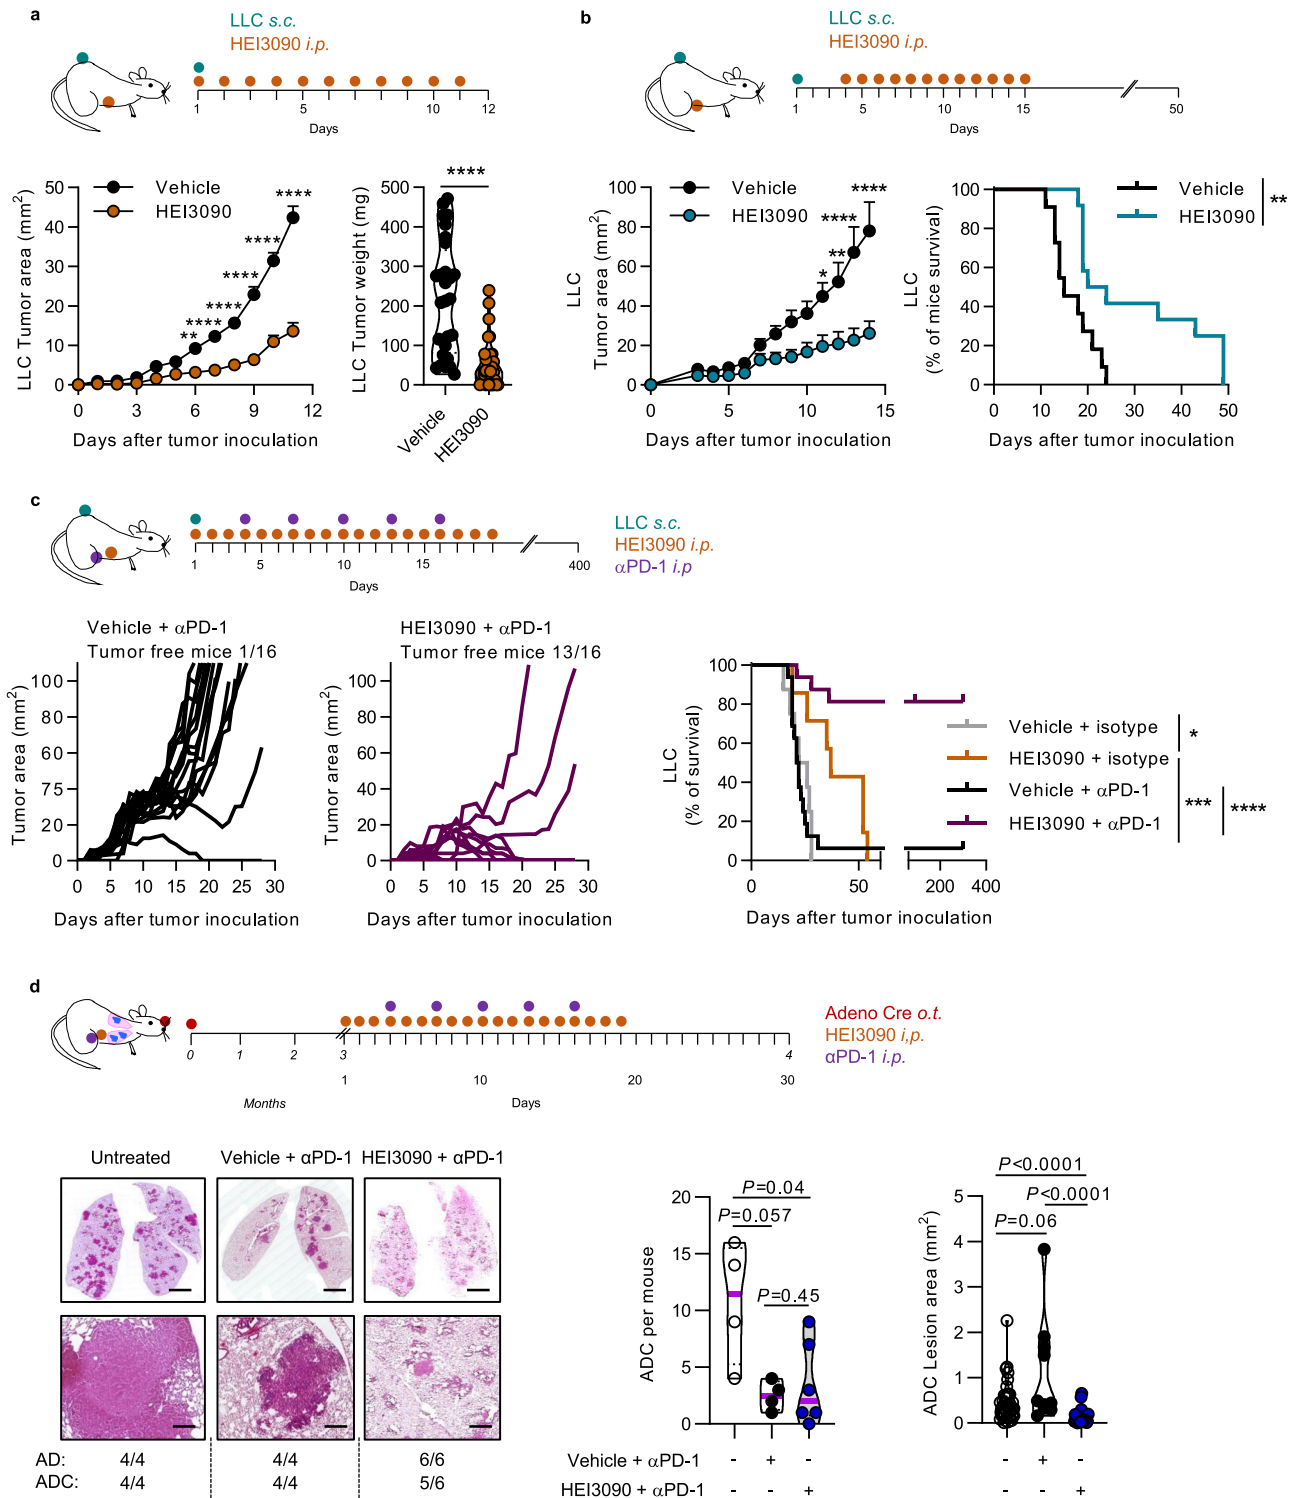 a
LLC s.c.
HEI3090 i.p.
1 5 10 12
Days
Vehicle
HEI3090
LLC Tumor area (mm2)
50
40
30
20
10
0
** **** **** **** **** ****
0 3 6 9 12
Days after tumor inoculation
LLC Tumor weight (mg)
500
400
300
200
100
0
****
Vehicle
HEI3090
b
LLC s.c.
HEI3090 i.p.
1 5 10 15 50
Days
Vehicle
HEI3090
LLC
Tumor area (mm2)
100
80
60
40
20
0
* ** **** ****
0 5 10 15
Days after tumor inoculation
LLC
(% of mice survival)
100
80
60
40
20
0
Vehicle
HEI3090
**
0 10 20 30 40 50
Days after tumor inoculation
c
LLC s.c.
HEI3090 i.p.
αPD-1 i.p
1 5 10 15 400
Days
Vehicle + αPD-1
Tumor free mice 1/16
Tumor area (mm2)
100
80
60
75
20
0
0 5 10 15 20 25 30
Days after tumor inoculation
HEI3090 + αPD-1
Tumor free mice 13/16
Tumor area (mm2)
100
80
60
40
20
0
0 5 10 15 20 25 30
Days after tumor inoculation
LLC
(% of survival)
100
80
60
40
20
0
0 50 200 400
Days after tumor inoculation
Vehicle + isotype
HEI3090 + isotype
Vehicle + αPD-1
HEI3090 + αPD-1
*
*** ****
d
Adeno Cre o.t.
HEI3090 i,p.
αPD-1 i.p.
0 1 2 3 4
1 10 20 30
Months Days
Untreated Vehicle + αPD-1 HEI3090 + αPD-1
AD: 4/4 4/4 6/6
ADC: 4/4 4/4 5/6
ADC per mouse
20
15
10
5
0
P=0.04
P=0.057
P=0.45
Vehicle + αPD-1 - + -
HEI3090 + αPD-1 - - +
ADC Lesion area (mm2)
5
4
3
2
1
0
P<0.0001
P<0.0001
P=0.06
- + -
- - +